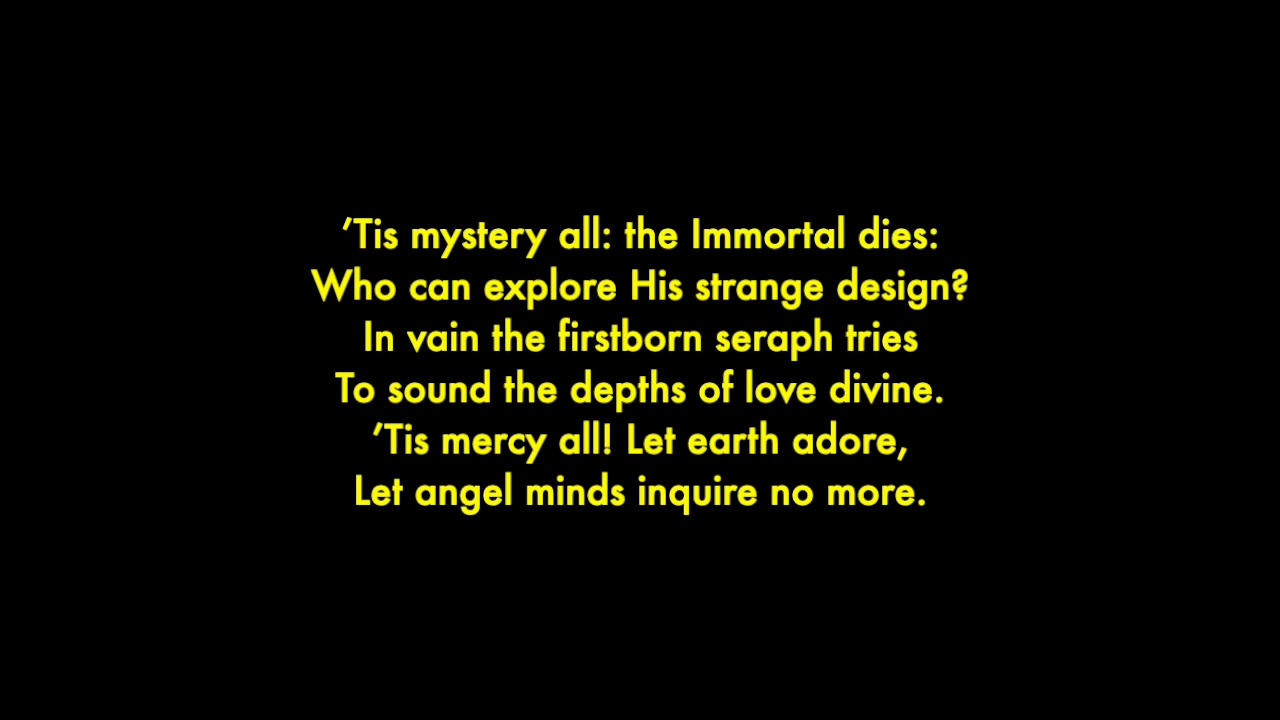 ’Tis mystery all: the Immortal dies:
Who can explore His strange design?
In vain the firstborn seraph tries
To sound the depths of love divine.
’Tis mercy all! Let earth adore,
Let angel minds inquire no more.